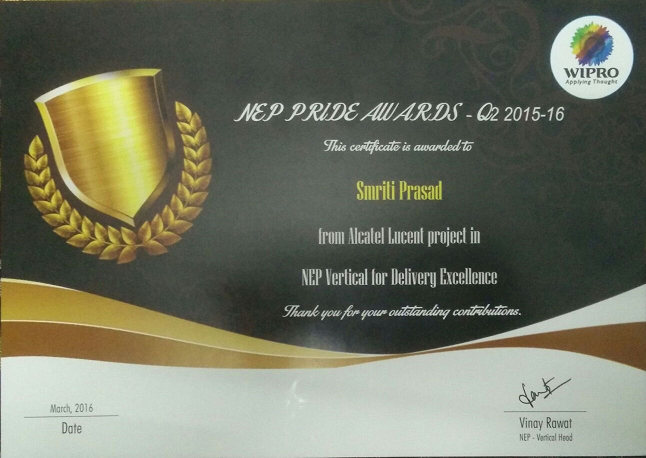 WIPRO
Applying Thought
NEP PRIDE AWARDS - Q2 2015-16
This certificate is awarded to
Smriti Prasad
from Alcatel Lucent project in
NEP Vertical for Delivery Excellence
Thank you for your outstanding contributions.
March, 2016
Date
Vinay Rawat
NEP - Vertical Head